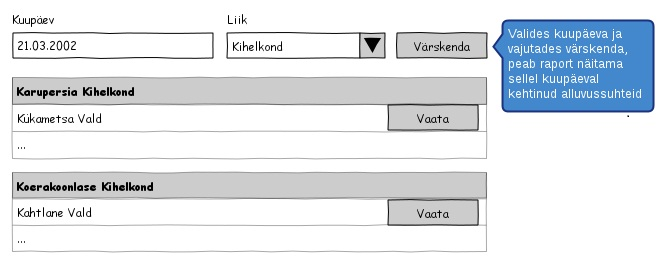 Kuupäev
Liik
21.03.2002
Kihelkond
Värskenda
Valides kuupäeva ja
vajutades värskenda,
peab raport näitama
sellel kuupäeval
kehtinud alluvussuhteid
.
Karupersia Kihelkond
Kükametsa Vald
Vaata
...
Koerakoonlase Kihelkond
Kahtlane Vald
Vaata
...